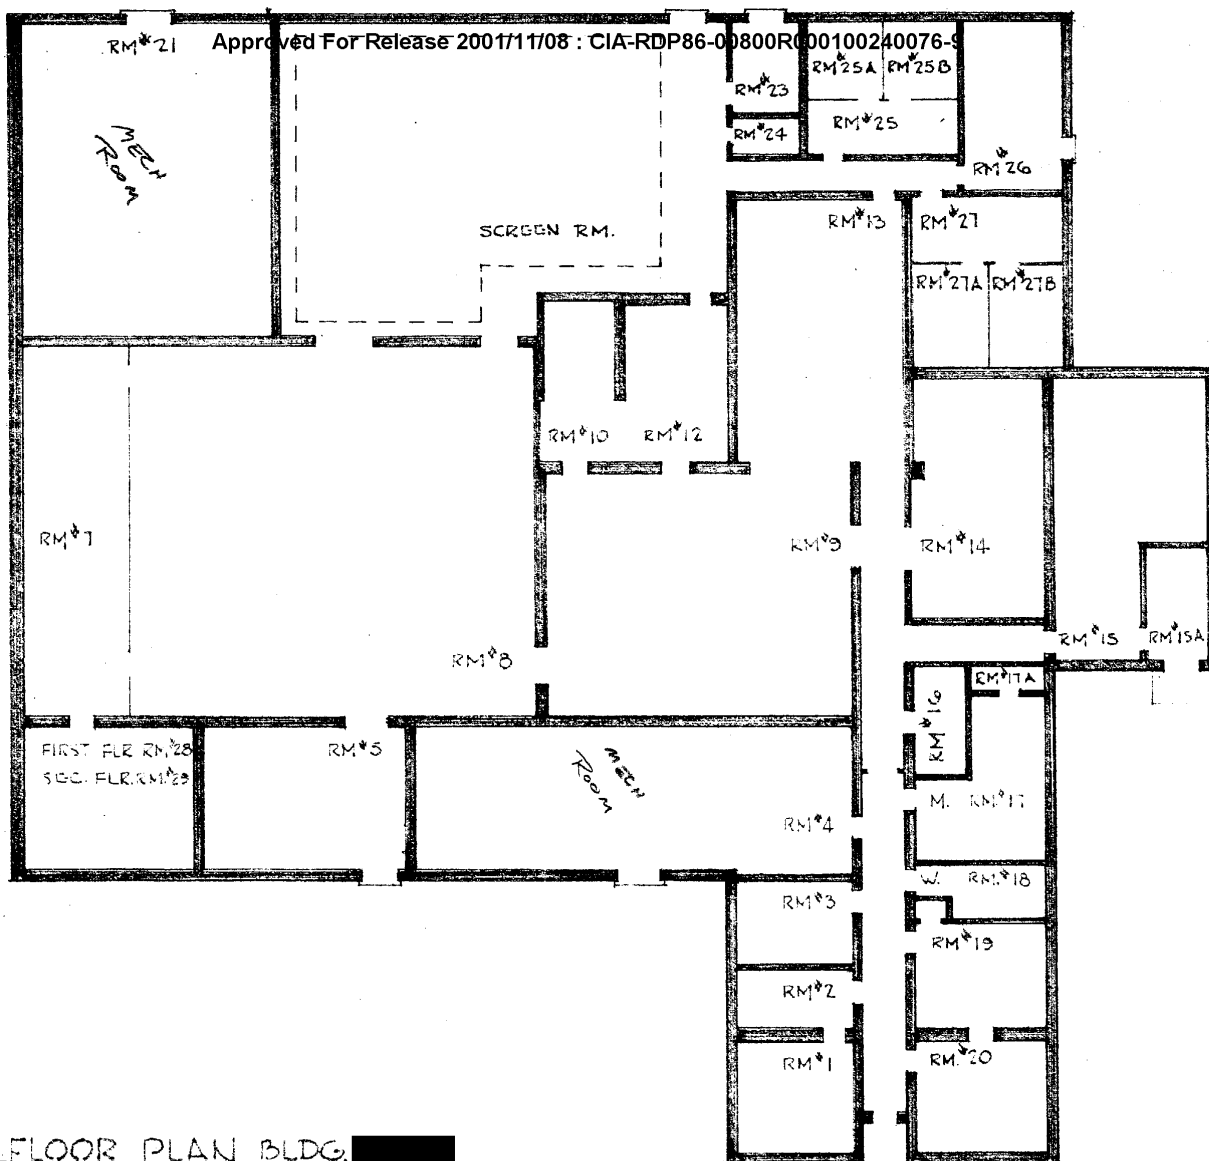 RM#21
Approved For Release 2001/11/08 : CIA-RDP86-00800R000100240076-9
RM#25A
RM#25B
RM#23
RM#24
RM#25
MECH
ROOM
RM#26
SCREEN RM.
RM#13
RM#27
RM#27A
RM#27B
RM#10
RM#12
RM#7
RM#9
RM#14
RM#8
RM#15
RM#15A
RM#17A
RM#16
FIRST FLR RM.#28
SEC. FLR. RM.#29
RM#5
MECH
ROOM
M. RM#17
RM#4
W. RM.#18
RM#3
RM#19
RM#2
RM#1
RM.#20
FLOOR PLAN BLDG.